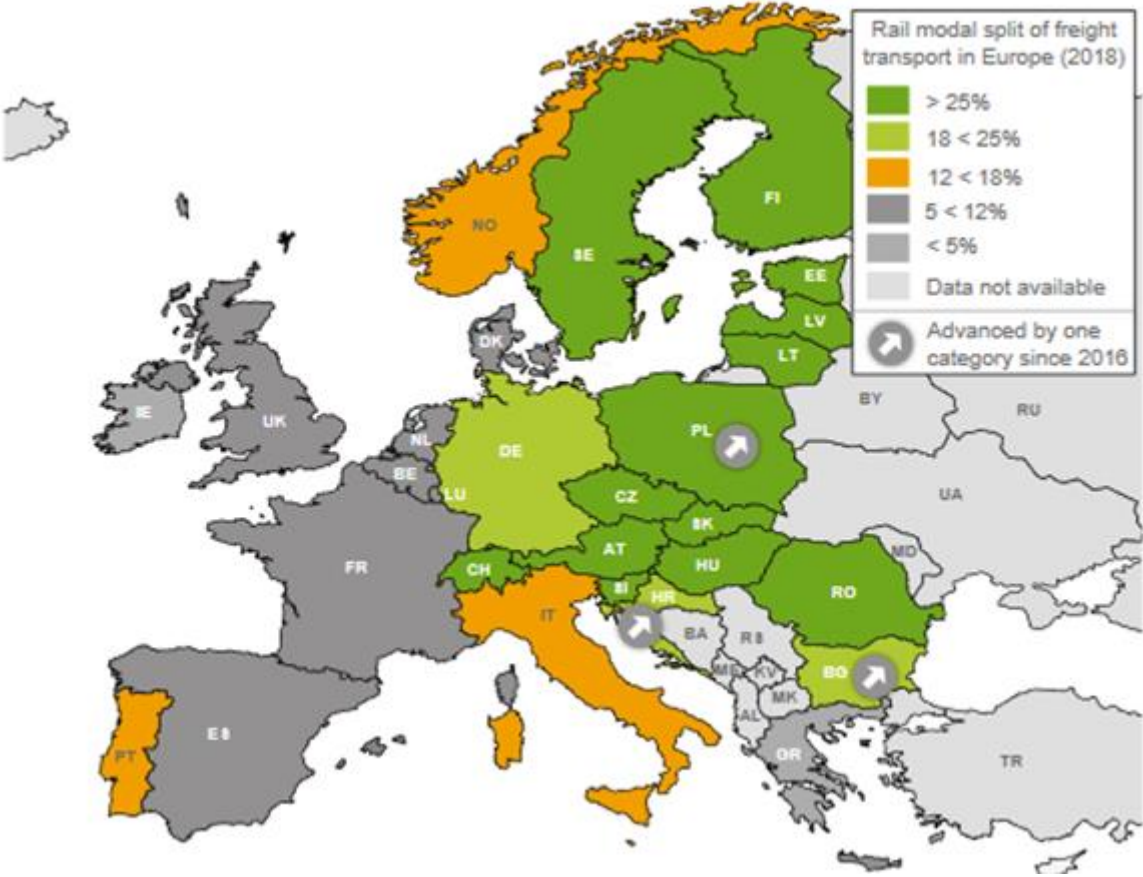 Rail modal split of freight
transport in Europe (2018)
> 25%
18 < 25%
12 < 18%
5 < 12%
< 5%
Data not available
Advanced by one
category since 2016
NO
SE
FI
EE
LV
LT
DK
IE
UK
NL
BE
LU
DE
PL
BY
RU
UA
CZ
SK
MD
FR
CH
AT
HU
RO
SI
HR
IT
BA
RS
ME
KV
BG
MK
AL
PT
ES
GR
TR